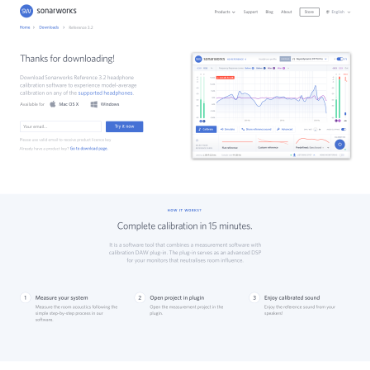 SW sonarworks
Products Support Blog About Store English
Home / Downloads / Reference 3.2
Thanks for downloading!
Download Sonarworks Reference 3.2 headphone
calibration software to experience model-average
calibration on any of the supported headphones.
Available for: Mac OS X Windows
Your email... Try it now
Go to download page
HOW IT WORKS?
Complete calibration in 15 minutes.
It is a software tool that combines a measurement software with
calibration DAW plug-in. The plug-in serves as an advanced DSP
for your monitors that neutralizes room influence.
1 Measure your system
Measure the room acoustics following the
simple step-by-step process in our
software.
2 Open project in plugin
Open the measurement project in the
plugin.
3 Enjoy calibrated sound
Enjoy the reference sound from your
speakers!